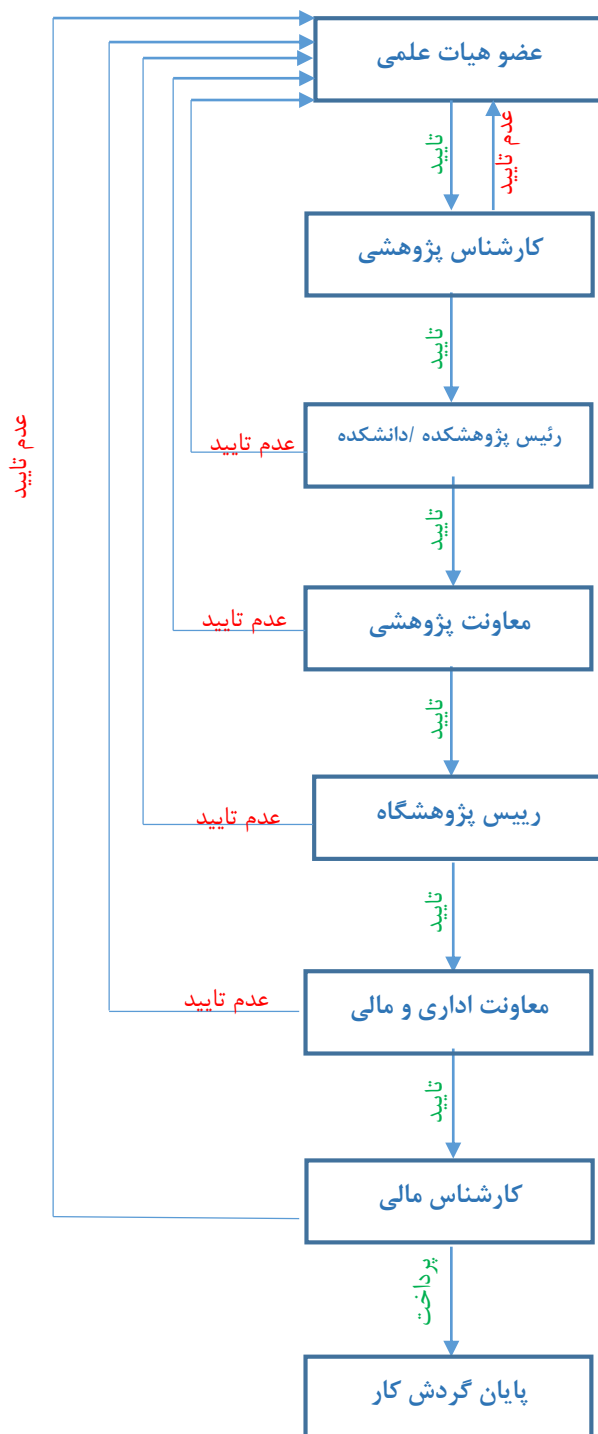 عضو هیات علمی
تایید
عدم تایید
کارشناس پژوهشی
تایید
رئیس پژوهشکده /دانشکده
عدم تایید
عدم تایید
تایید
معاونت پژوهشی
عدم تایید
تایید
رییس پژوهشگاه
عدم تایید
تایید
معاونت اداری و مالی
عدم تایید
تایید
کارشناس مالی
پرداخت
پایان گردش کار